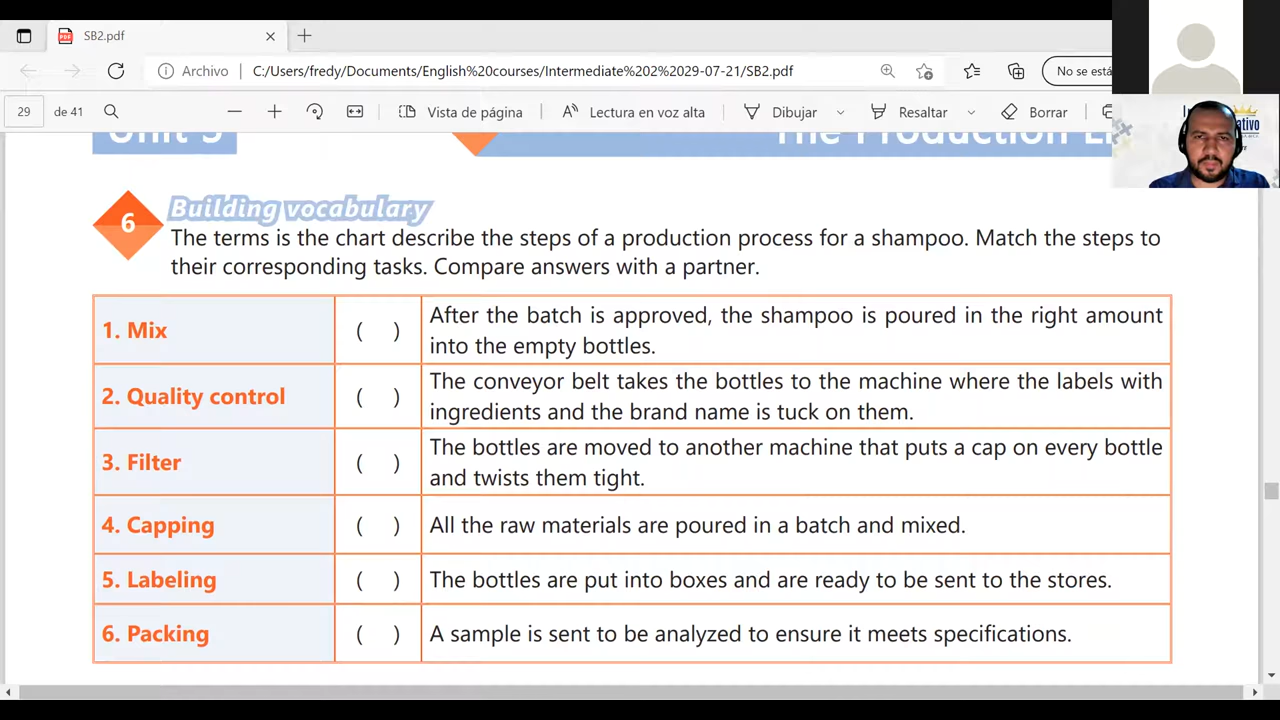 SB2.pdf
Archivo
C:/Users/fredy/Documents/English%20courses/Intermediate%202%2029-07-21/SB2.pdf
No se está
29 de 41
Vista de página
Lectura en voz alta
Dibujar
Resaltar
Borrar
6
Building vocabulary
The terms is the chart describe the steps of a production process for a shampoo. Match the steps to
their corresponding tasks. Compare answers with a partner.
1. Mix ( ) After the batch is approved, the shampoo is poured in the right amount
into the empty bottles.
2. Quality control ( ) The conveyor belt takes the bottles to the machine where the labels with
ingredients and the brand name is tuck on them.
3. Filter ( ) The bottles are moved to another machine that puts a cap on every bottle
and twists them tight.
4. Capping ( ) All the raw materials are poured in a batch and mixed.
5. Labeling ( ) The bottles are put into boxes and are ready to be sent to the stores.
6. Packing ( ) A sample is sent to be analyzed to ensure it meets specifications.